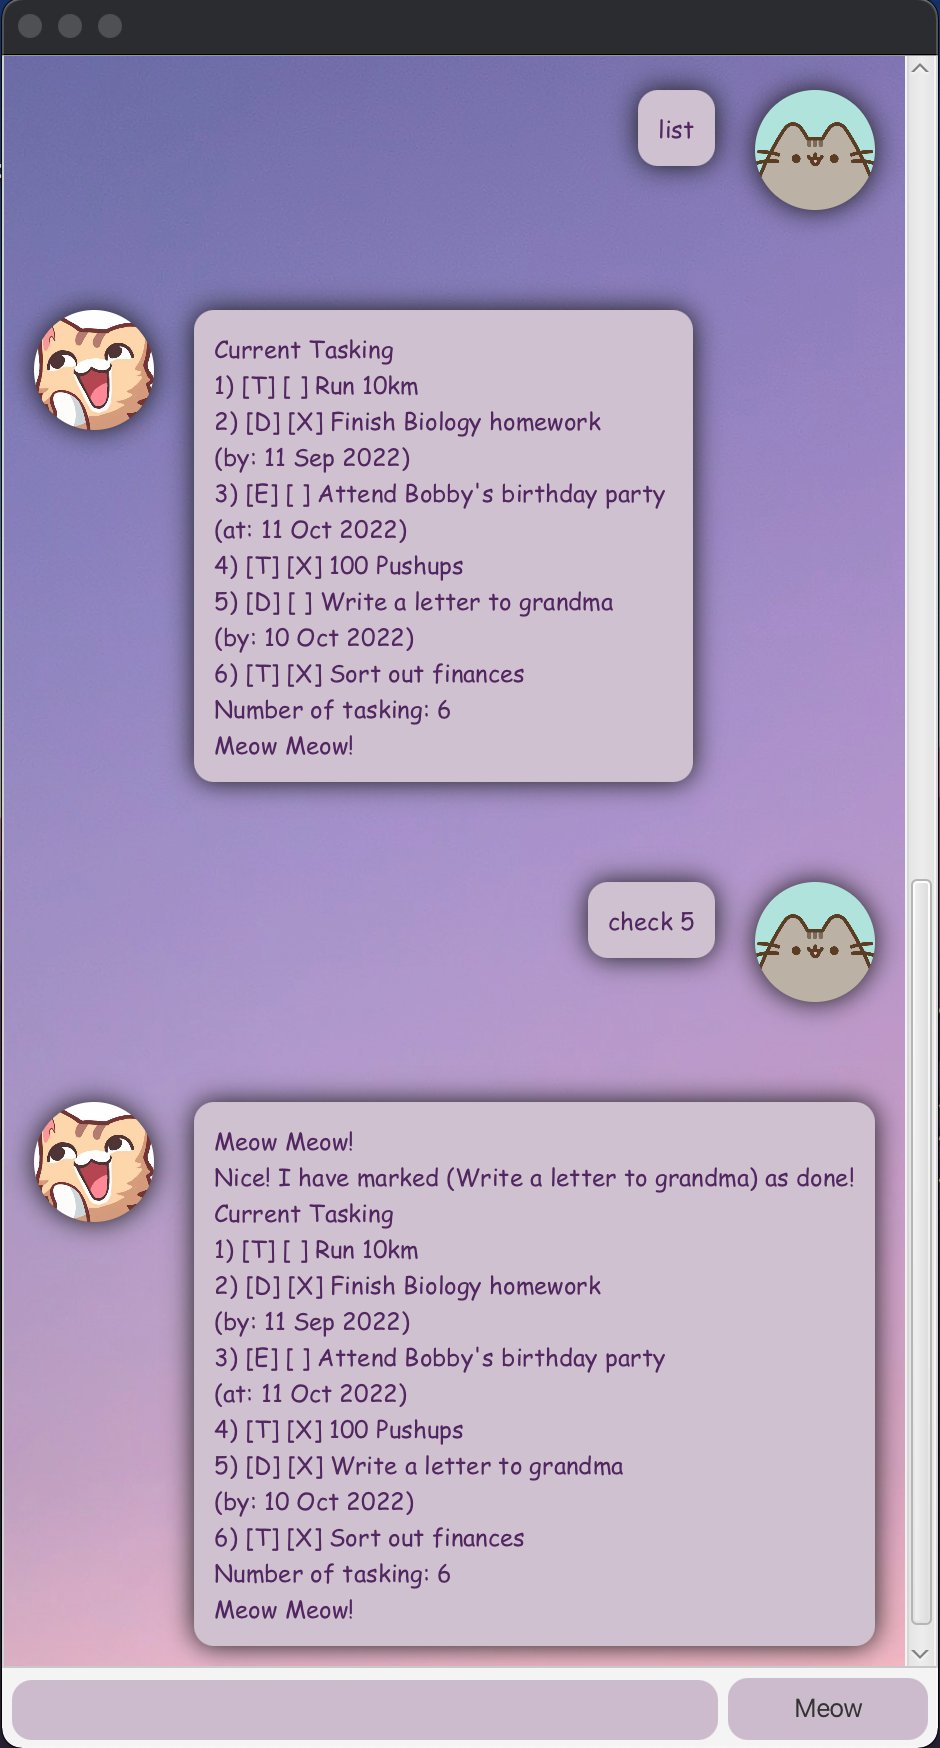 list
Current Tasking
1) [T] [ ] Run 10km
2) [D] [X] Finish Biology homework
(by: 11 Sep 2022)
3) [E] [ ] Attend Bobby's birthday party
(at: 11 Oct 2022)
4) [T] [X] 100 Pushups
5) [D] [ ] Write a letter to grandma
(by: 10 Oct 2022)
6) [T] [X] Sort out finances
Number of tasking: 6
Meow Meow!
check 5
Meow Meow!
Nice! I have marked (Write a letter to grandma) as done!
Current Tasking
1) [T] [ ] Run 10km
2) [D] [X] Finish Biology homework
(by: 11 Sep 2022)
3) [E] [ ] Attend Bobby's birthday party
(at: 11 Oct 2022)
4) [T] [X] 100 Pushups
5) [D] [X] Write a letter to grandma
(by: 10 Oct 2022)
6) [T] [X] Sort out finances
Number of tasking: 6
Meow Meow!
Meow